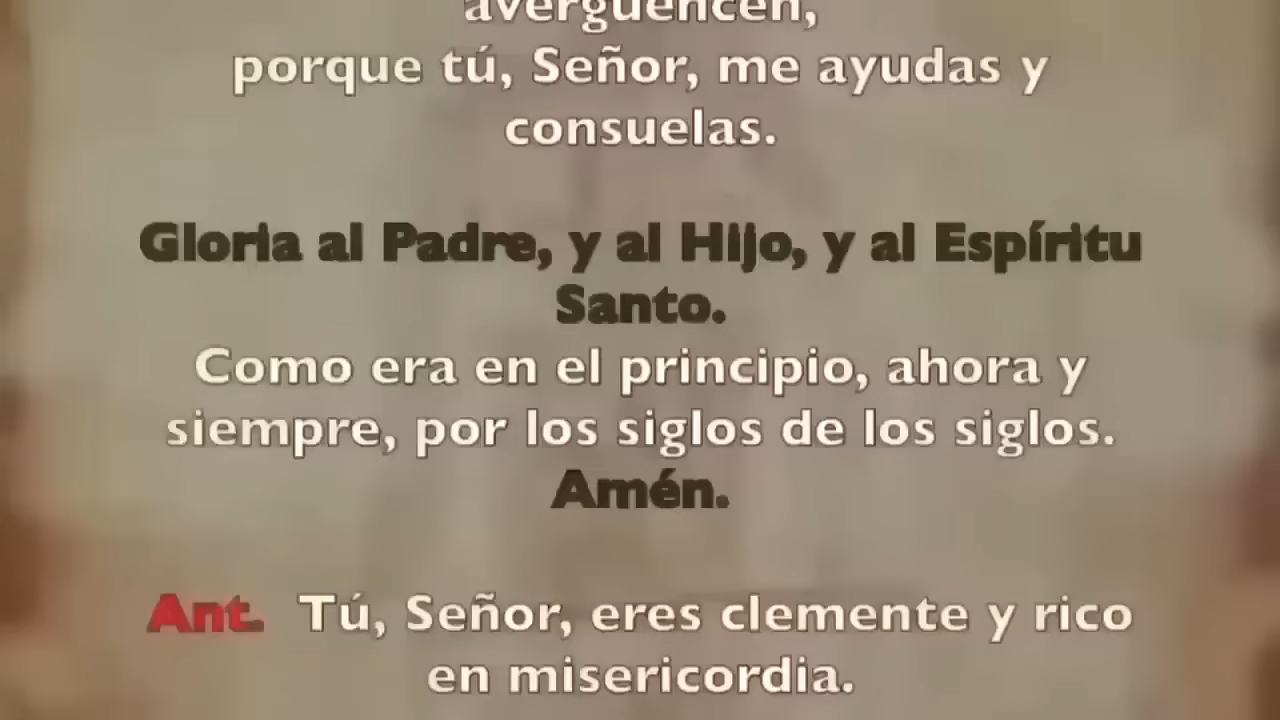 avergüencen,
porque tú, Señor, me ayudas y
consuelas.
Gloria al Padre, y al Hijo, y al Espíritu
Santo.
Como era en el principio, ahora y
siempre, por los siglos de los siglos.
Amén.
Ant. Tú, Señor, eres clemente y rico
en misericordia.